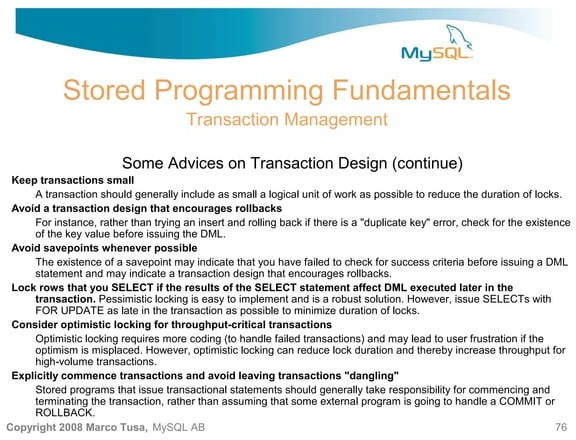 MySQL
Stored Programming Fundamentals
Transaction Management
Some Advices on Transaction Design (continue)
Keep transactions small
A transaction should generally include as small a logical unit of work as possible to reduce the duration of locks.
Avoid a transaction design that encourages rollbacks
For instance, rather than trying an insert and rolling back if there is a "duplicate key" error, check for the existence
of the key value before issuing the DML.
Avoid savepoints whenever possible
The existence of a savepoint may indicate that you have failed to check for success criteria before issuing a DML
statement and may indicate a transaction design that encourages rollbacks.
Lock rows that you SELECT if the results of the SELECT statement affect DML executed later in the
transaction. Pessimistic locking is easy to implement and is a robust solution. However, issue SELECTs with
FOR UPDATE as late in the transaction as possible to minimize duration of locks.
Consider optimistic locking for throughput-critical transactions
Optimistic locking requires more coding (to handle failed transactions) and may lead to user frustration if the
optimism is misplaced. However, optimistic locking can reduce lock duration and thereby increase throughput for
high-volume transactions.
Explicitly commence transactions and avoid leaving transactions "dangling"
Stored programs that issue transactional statements should generally take responsibility for commencing and
terminating the transaction, rather than assuming that some external program is going to handle a COMMIT or
ROLLBACK.
Copyright 2008 Marco Tusa, MySQL AB 76